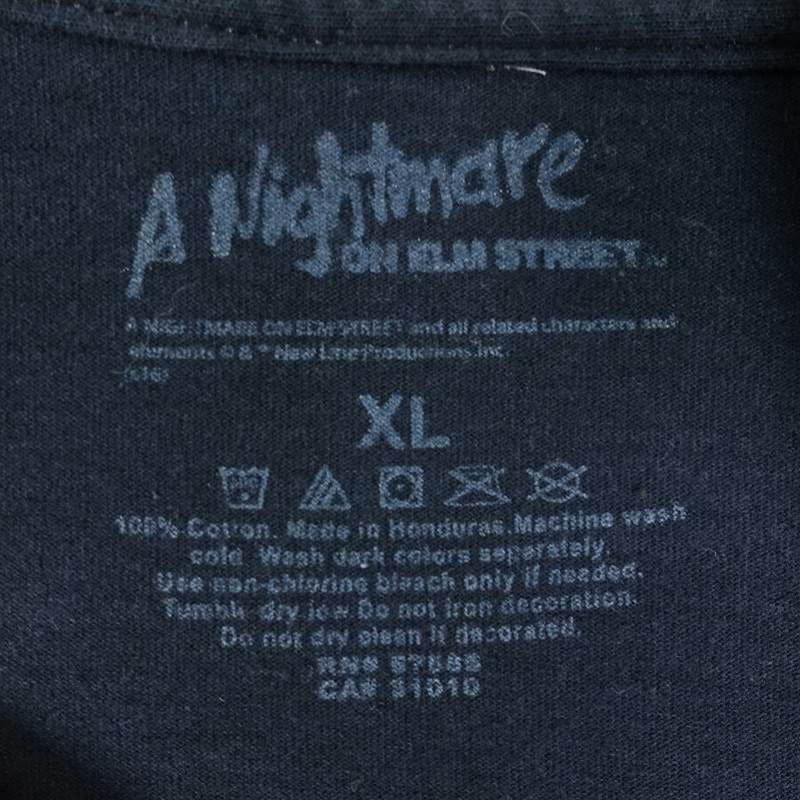 A Nightmare
ON ELM STREET™
A NIGHTMARE ON ELM STREET and all related characters and
elements © & ™ New Line Productions Inc.
(s16)
XL
100% Cotton. Made in Honduras. Machine wash
cold. Wash dark colors separately.
Use non-chlorine bleach only if needed.
Tumble dry low Do not iron decoration.
Do not dry clean if decorated.
RN#
CA# 31010